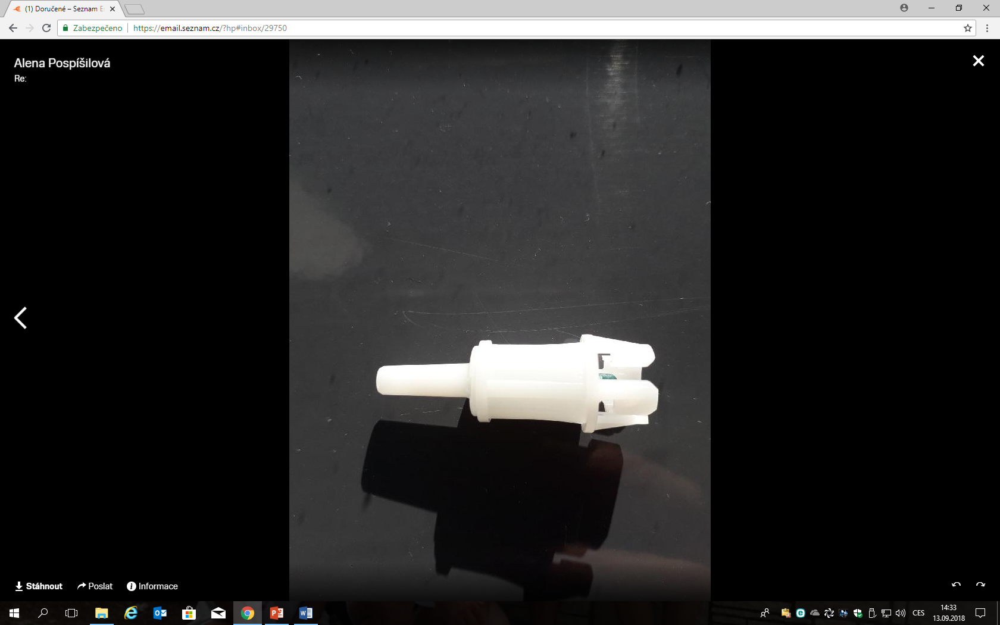 (1) Doručené – Seznam E
Zabezpečeno
https://email.seznam.cz/?hp#inbox/29750
Alena Pospíšilová
Re:
Stáhnout
Poslat
Informace
CES
14:33
13.09.2018